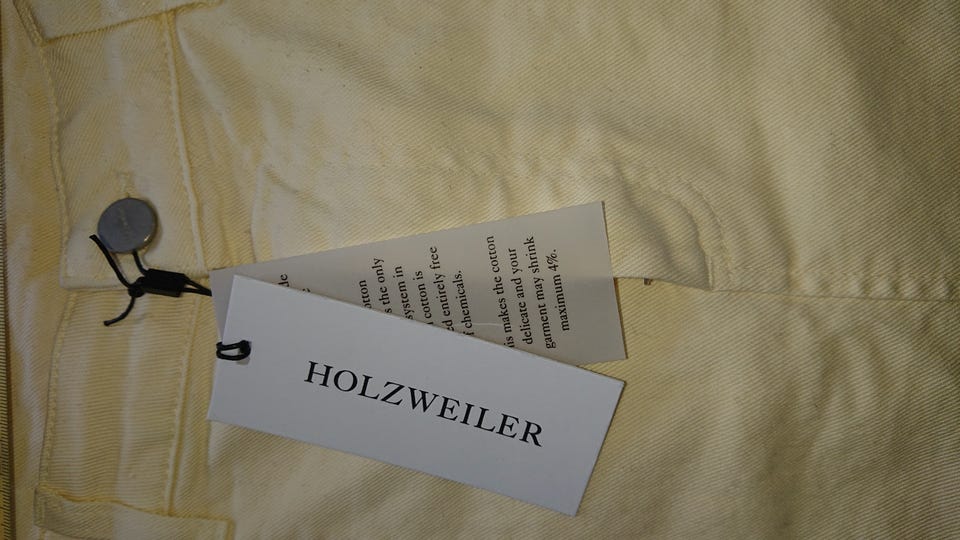 HOLZWEILER
de
otton
s the only
system in
cotton is
ed entirely free
f chemicals.
is makes the cotton
delicate and your
garment may shrink
maximum 4%.